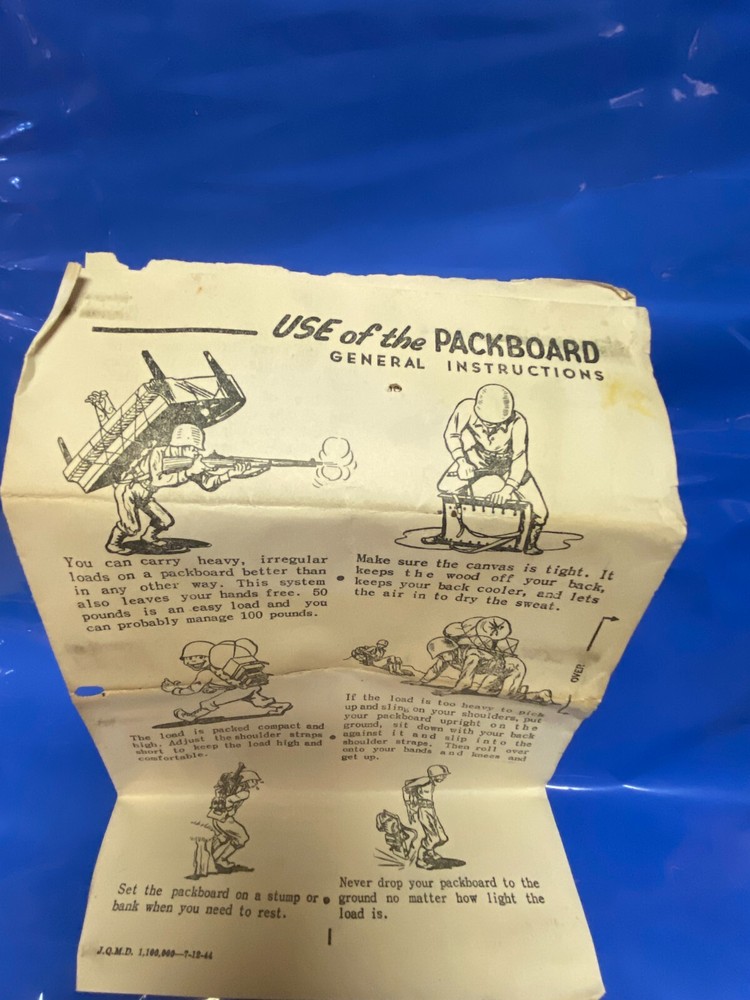 USE of the PACKBOARD
GENERAL INSTRUCTIONS
You can carry heavy, irregular
loads on a packboard better than
in any other way. This system
also leaves your hands free. 50
pounds is an easy load and you
can probably manage 100 pounds.
Make sure the canvas is tight. It
keeps the wood off your back,
keeps your back cooler, and lets
the air in to dry the sweat.
OVER
The load is packed compact and
high. Adjust the shoulder straps
short to keep the load high and
comfortable.
If the load is too heavy to pick
up and sling on your shoulders, put
your packboard upright on the
ground, sit down with your back
against it and slip into the
shoulder straps. Then roll over
onto your hands and knees and
get up.
Set the packboard on a stump or
bank when you need to rest.
Never drop your packboard to the
ground no matter how light the
load is.
J.Q.M.D. 1,100,000—7-12-44